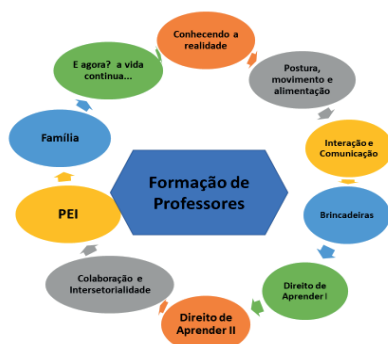 Conhecendo a
realidade
Postura,
movimento e
alimentação
Interação e
Comunicação
Brincadeiras
Direito de
Aprender I
Direito de
Aprender II
Colaboração e
Intersetorialidade
PEI
Família
E agora? a vida
continua...
Formação de
Professores